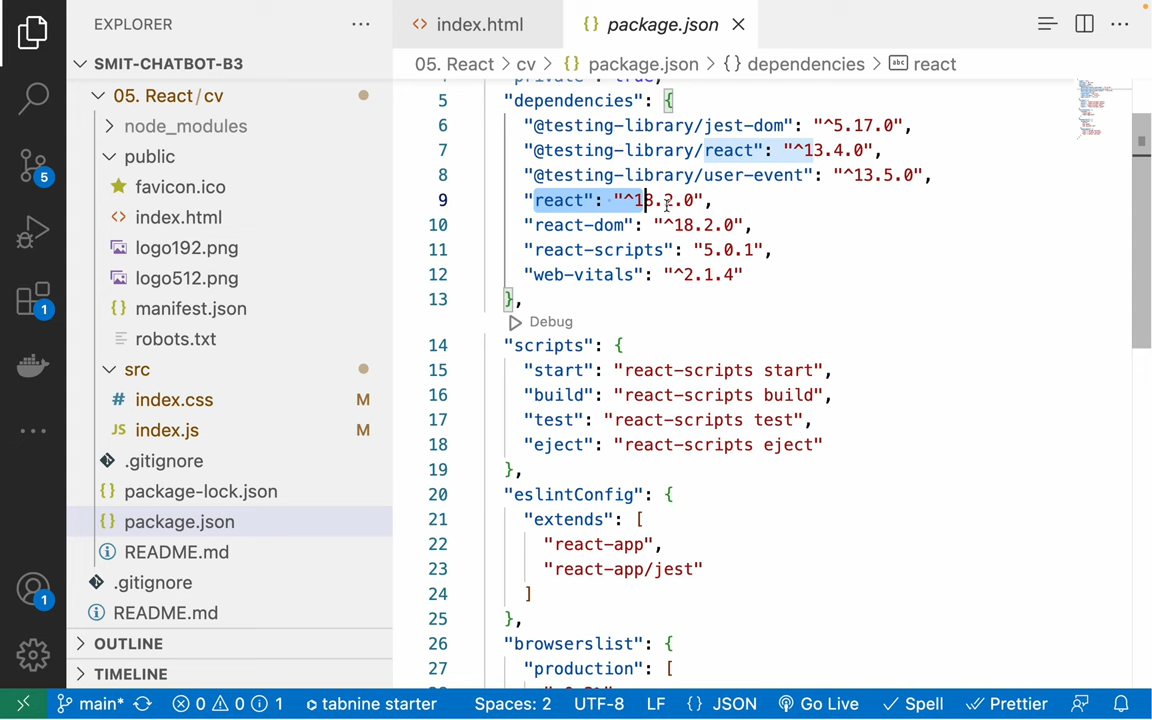 EXPLORER
SMIT-CHATBOT-B3
05. React/cv
node_modules
public
favicon.ico
<> index.html
logo192.png
logo512.png
{} manifest.json
robots.txt
src
# index.css M
JS index.js M
.gitignore
{} package-lock.json
{} package.json
README.md
.gitignore
README.md
OUTLINE
TIMELINE
5
1
1
<> index.html
{} package.json
05. React > cv > {} package.json > {} dependencies > abc react
5 "dependencies": {
6 "@testing-library/jest-dom": "^5.17.0",
7 "@testing-library/react": "^13.4.0",
8 "@testing-library/user-event": "^13.5.0",
9 "react": "^18.2.0",
10 "react-dom": "^18.2.0",
11 "react-scripts": "5.0.1",
12 "web-vitals": "^2.1.4"
13 },
Debug
14 "scripts": {
15 "start": "react-scripts start",
16 "build": "react-scripts build",
17 "test": "react-scripts test",
18 "eject": "react-scripts eject"
19 },
20 "eslintConfig": {
21 "extends": [
22 "react-app",
23 "react-app/jest"
24 ]
25 },
26 "browserslist": {
27 "production": [
main* 0 0 1 tabnine starter Spaces: 2 UTF-8 LF {} JSON Go Live Spell Prettier